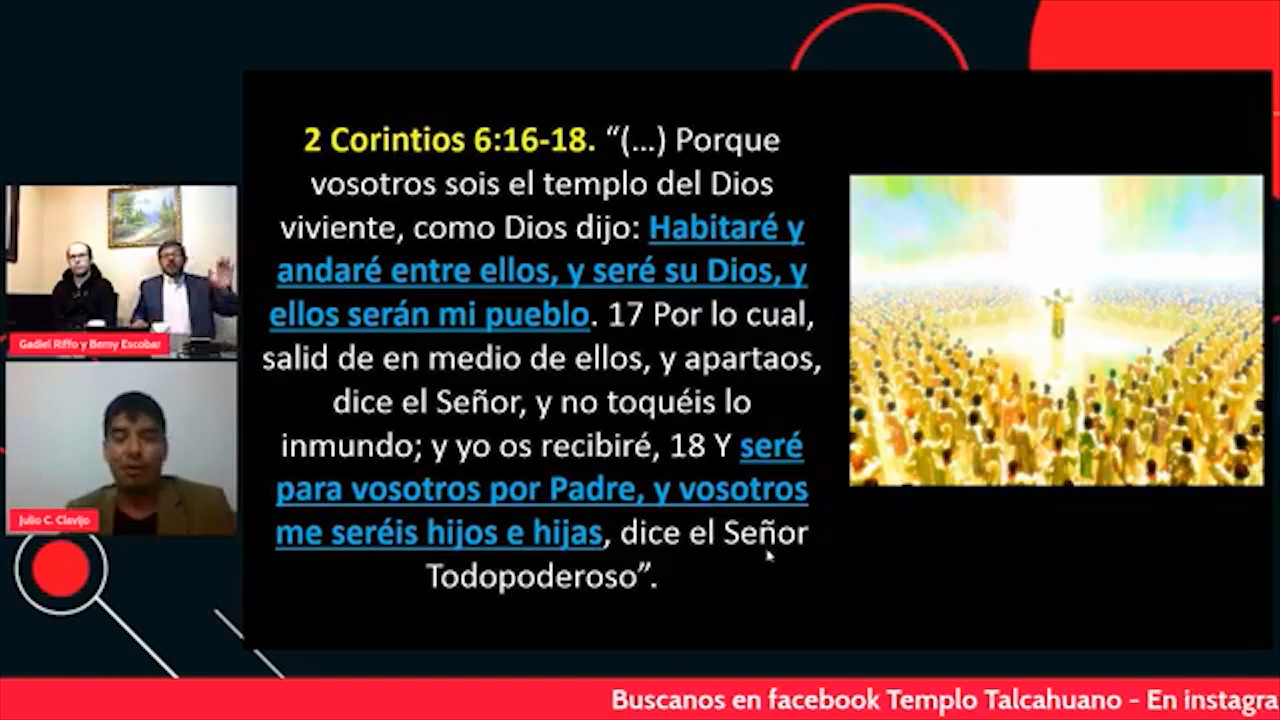 2 Corintios 6:16-18. “(...) Porque
vosotros sois el templo del Dios
viviente, como Dios dijo: Habitaré y
andaré entre ellos, y seré su Dios, y
ellos serán mi pueblo. 17 Por lo cual,
salid de en medio de ellos, y apartaos,
dice el Señor, y no toquéis lo
inmundo; y yo os recibiré, 18 Y seré
para vosotros por Padre, y vosotros
me seréis hijos e hijas, dice el Señor
Todopoderoso”.
Gadiel Riffo y Berny Escobar
Julio C. Clavijo
Buscanos en facebook Templo Talcahuano - En instagra